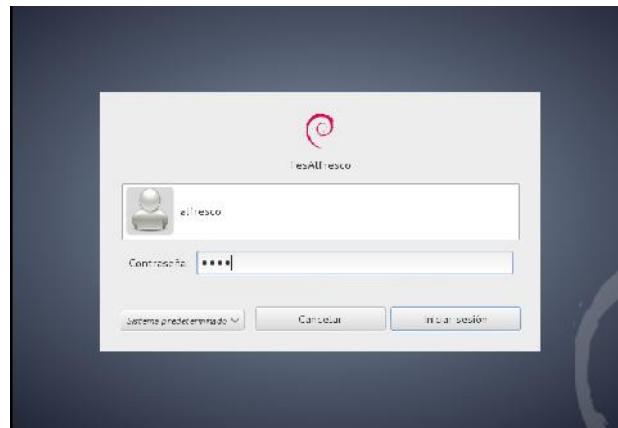 TesAlfresco
alfresco
Contraseña ••••
Sistema predeterminado Cancelar Iniciar sesión